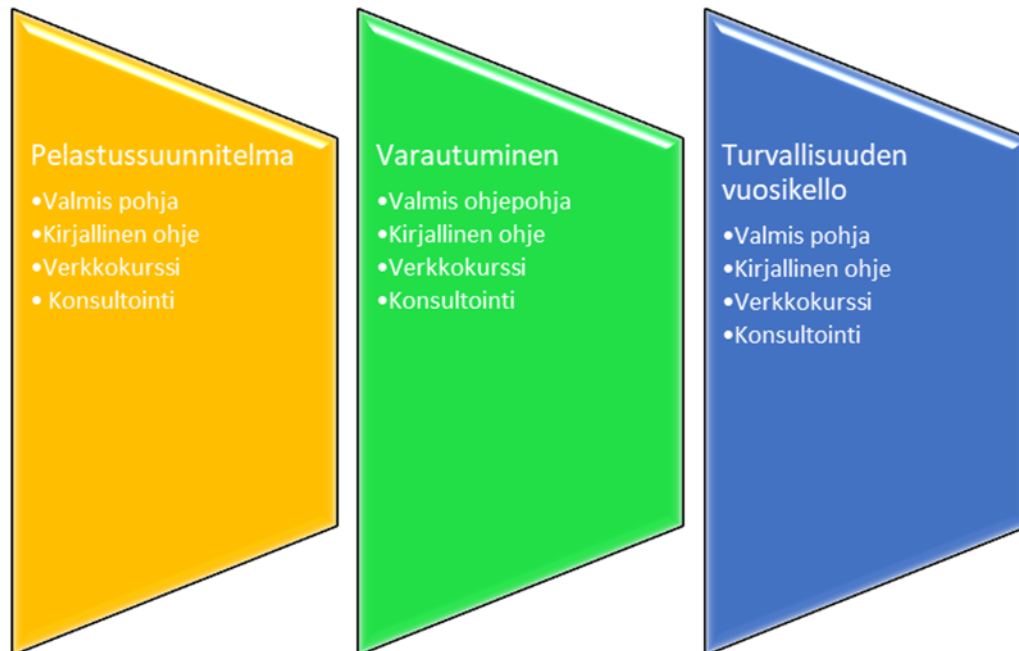 Pelastussuunnitelma
•Valmis pohja
•Kirjallinen ohje
•Verkkokurssi
• Konsultointi
Varautuminen
•Valmis ohjepohja
•Kirjallinen ohje
•Verkkokurssi
•Konsultointi
Turvallisuuden
vuosikello
•Valmis pohja
•Kirjallinen ohje
•Verkkokurssi
•Konsultointi